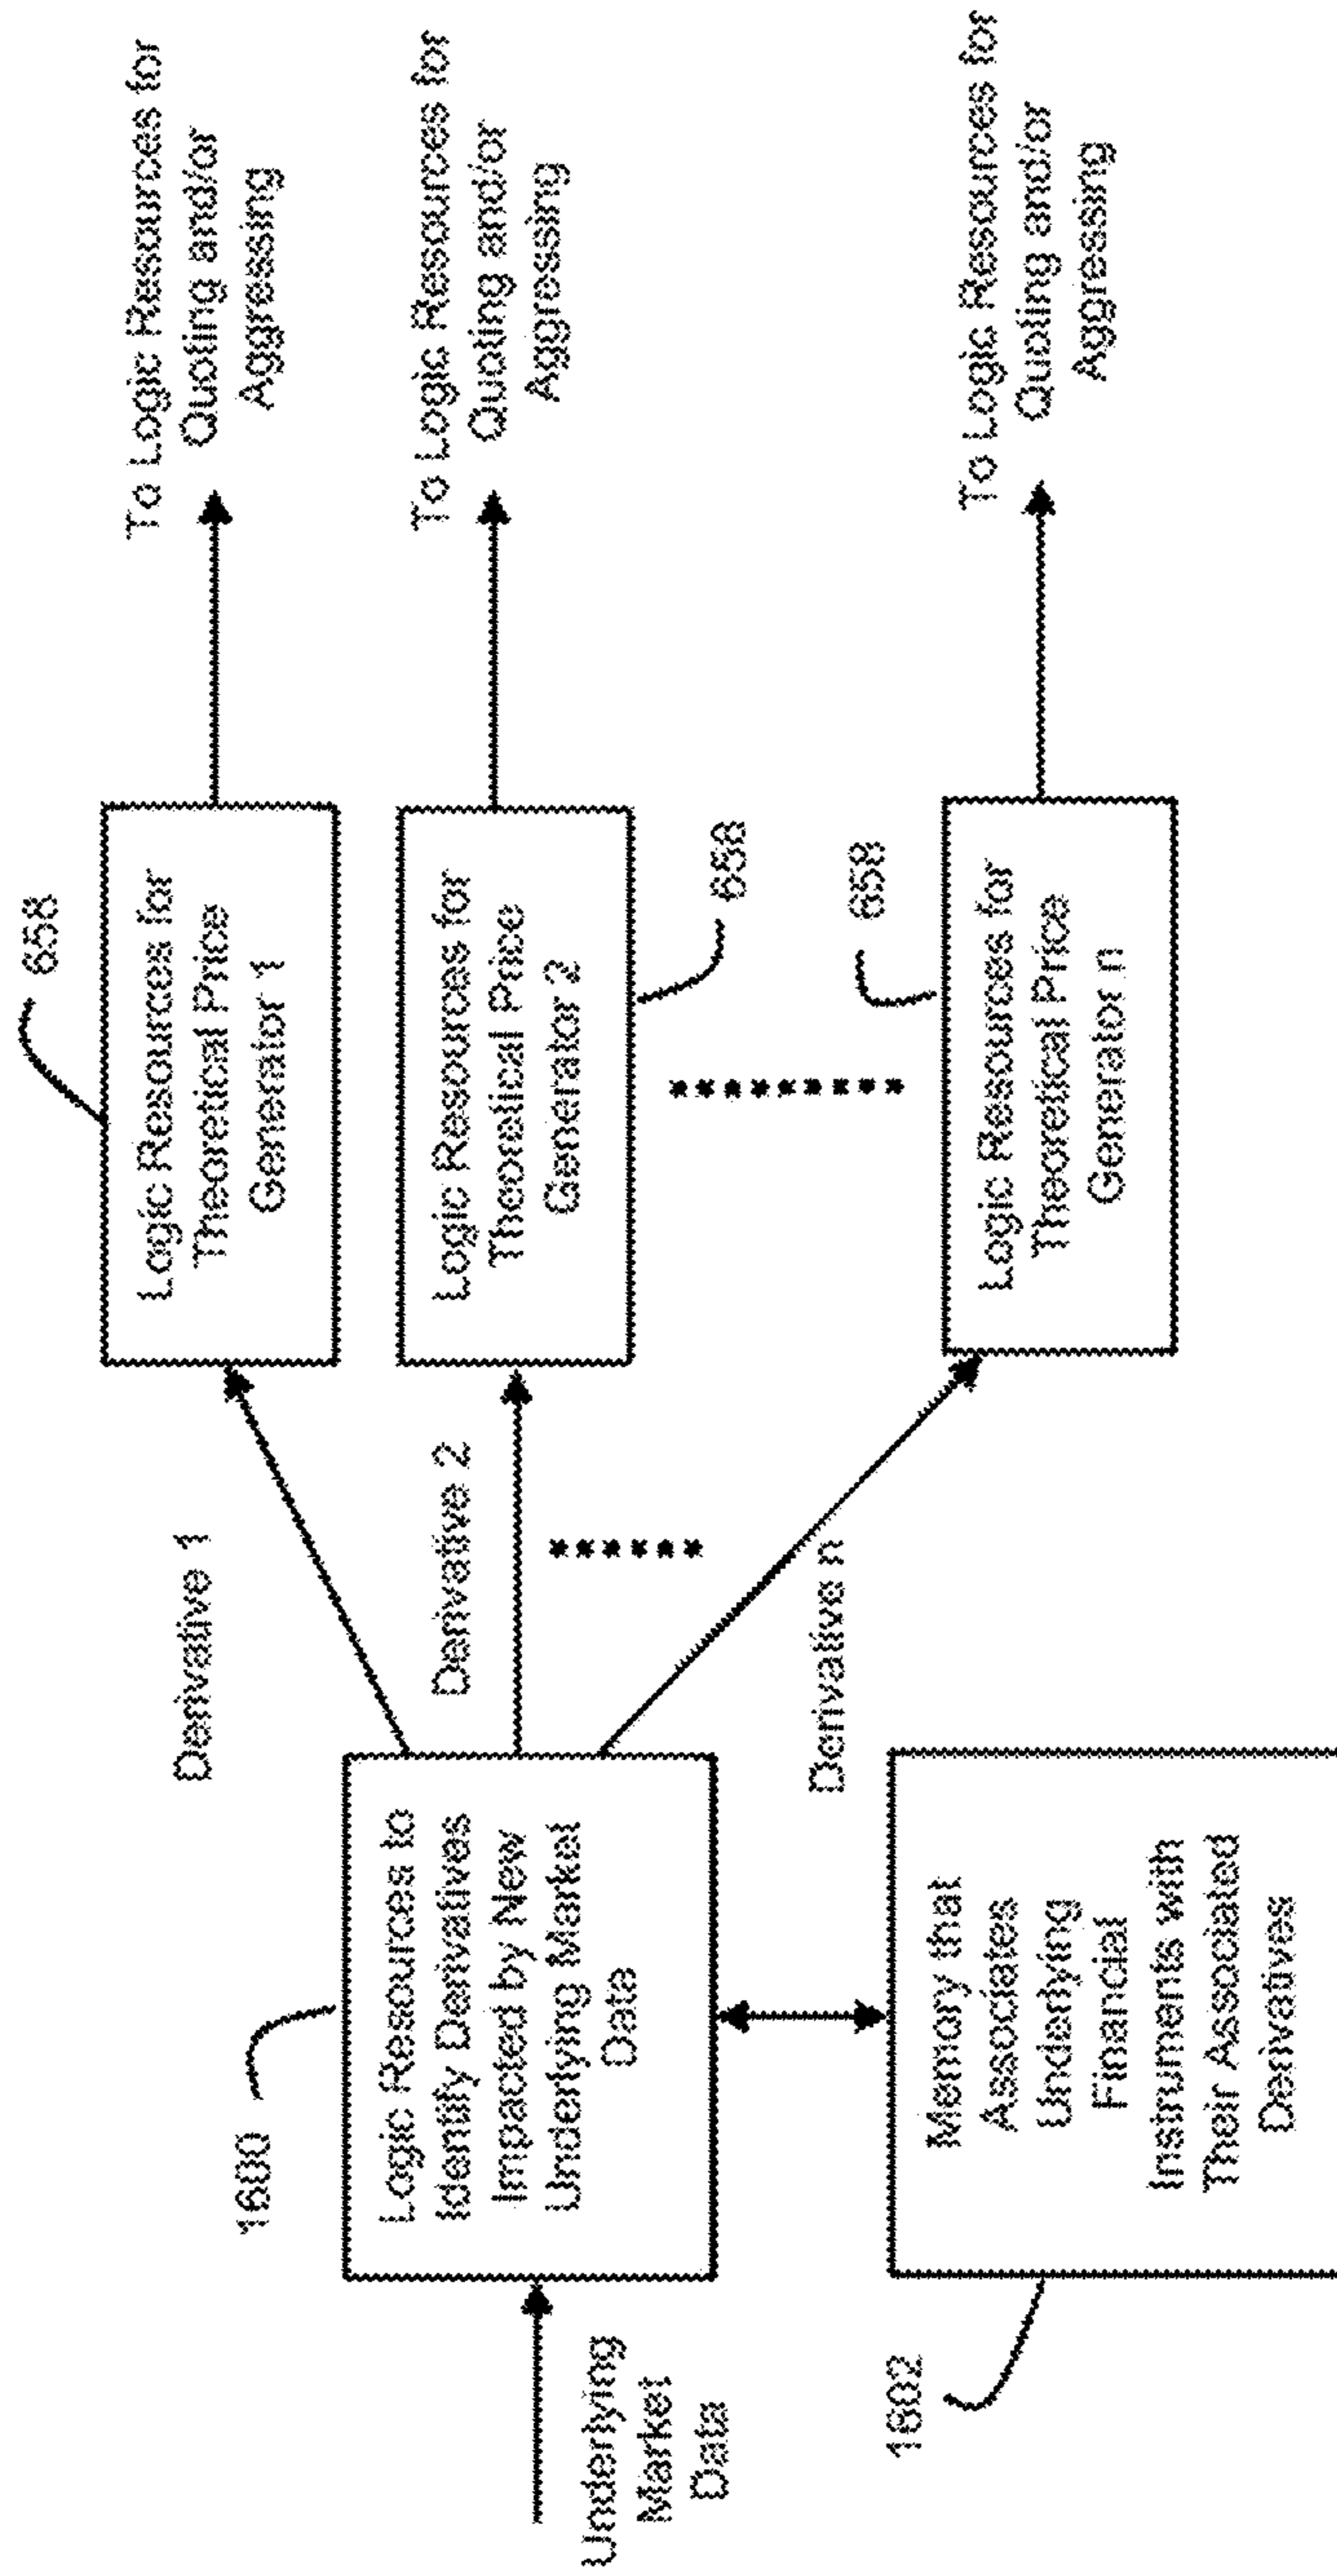 Underlying
Market
Data
1600
Logic Resources to
Identify Derivatives
Impacted by New
Underlying Market
Data
1602
Memory that
Associates
Underlying
Financial
Instruments with
Their Associated
Derivatives
Derivative 1
Derivative 2
Derivative n
658
Logic Resources for
Theoretical Price
Generator 1
To Logic Resources for
Quoting and/or
Aggressing
Logic Resources for
Theoretical Price
Generator 2
658
To Logic Resources for
Quoting and/or
Aggressing
658
Logic Resources for
Theoretical Price
Generator n
To Logic Resources for
Quoting and/or
Aggressing